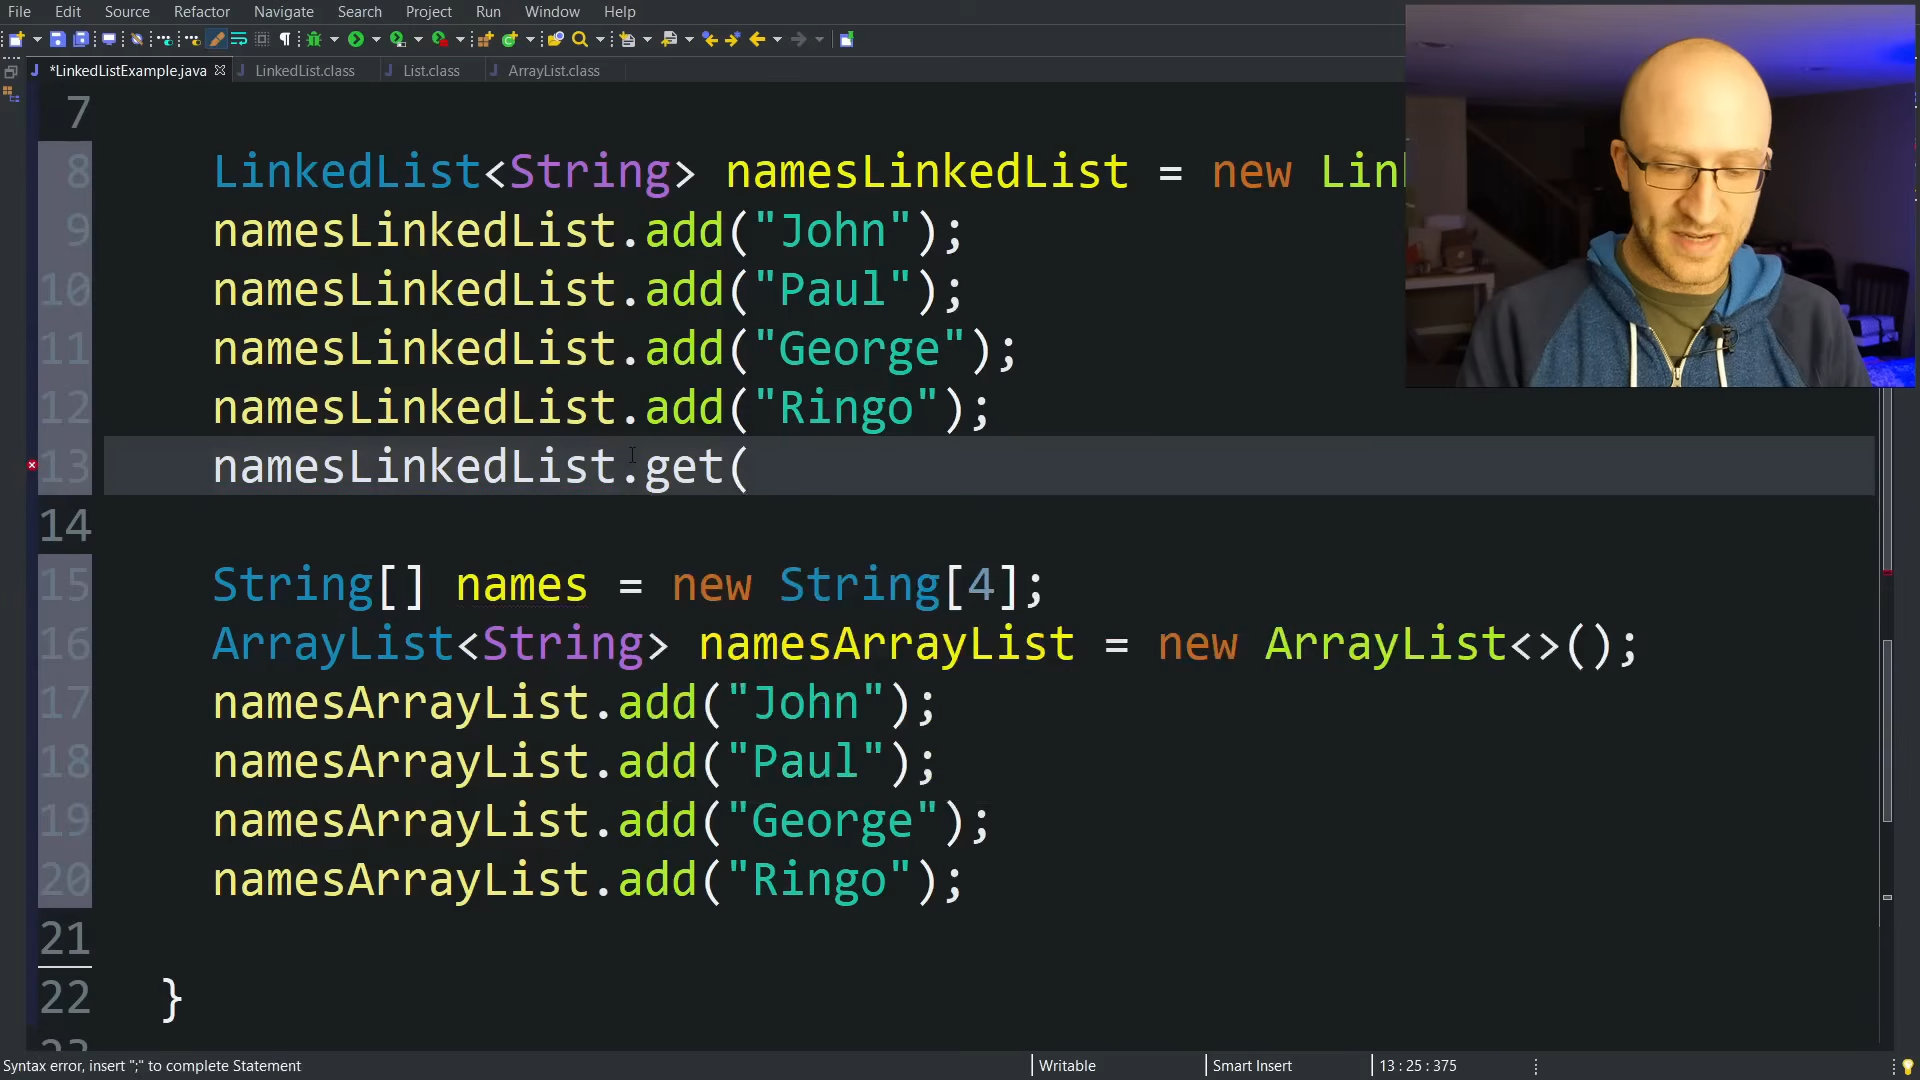 File Edit Source Refactor Navigate Search Project Run Window Help
*LinkedListExample.java LinkedList.class List.class ArrayList.class
7
8 LinkedList<String> namesLinkedList = new Lin
9 namesLinkedList.add("John");
10 namesLinkedList.add("Paul");
11 namesLinkedList.add("George");
12 namesLinkedList.add("Ringo");
13 namesLinkedList.get(
14
15 String[] names = new String[4];
16 ArrayList<String> namesArrayList = new ArrayList<>();
17 namesArrayList.add("John");
18 namesArrayList.add("Paul");
19 namesArrayList.add("George");
20 namesArrayList.add("Ringo");
21
22 }
Syntax error, insert ";" to complete Statement Writable Smart Insert 13 : 25 : 375